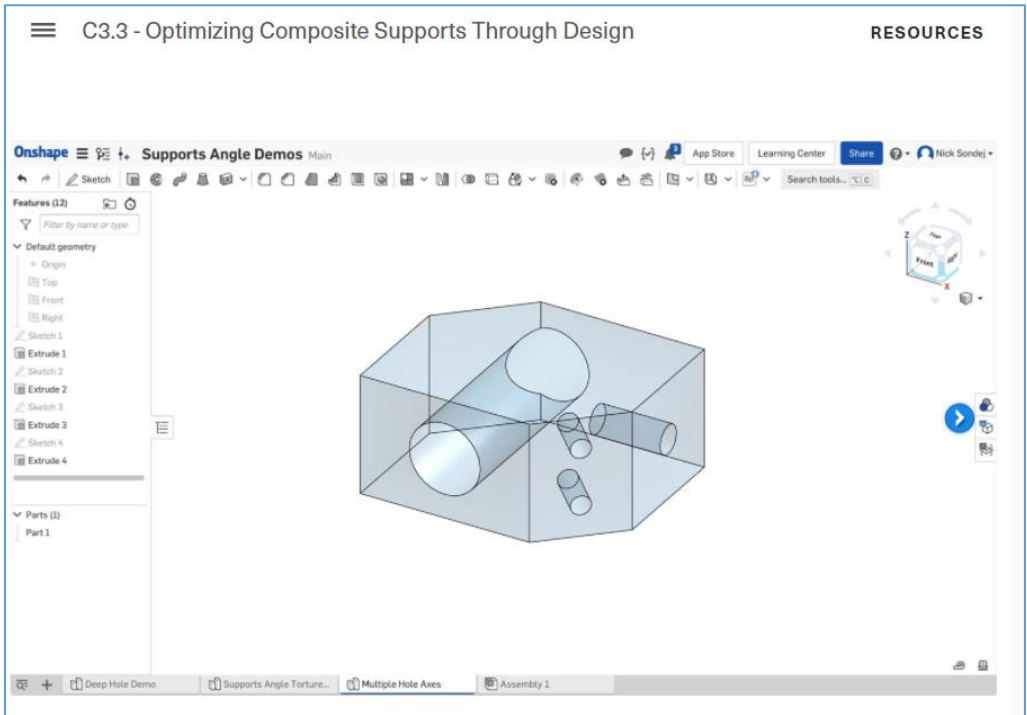 C3.3 - Optimizing Composite Supports Through Design
RESOURCES
Onshape
Supports Angle Demos Main
3
App Store
Learning Center
Share
Nick Sondej
Sketch
Search tools... ⌥ C
Features (12)
Filter by name or type
Default geometry
Origin
Top
Front
Right
Sketch 1
Extrude 1
Sketch 2
Extrude 2
Sketch 3
Extrude 3
Sketch 4
Extrude 4
Parts (1)
Part 1
Z
Top
Front
Right
X
Deep Hole Demo
Supports Angle Torture...
Multiple Hole Axes
Assembly 1